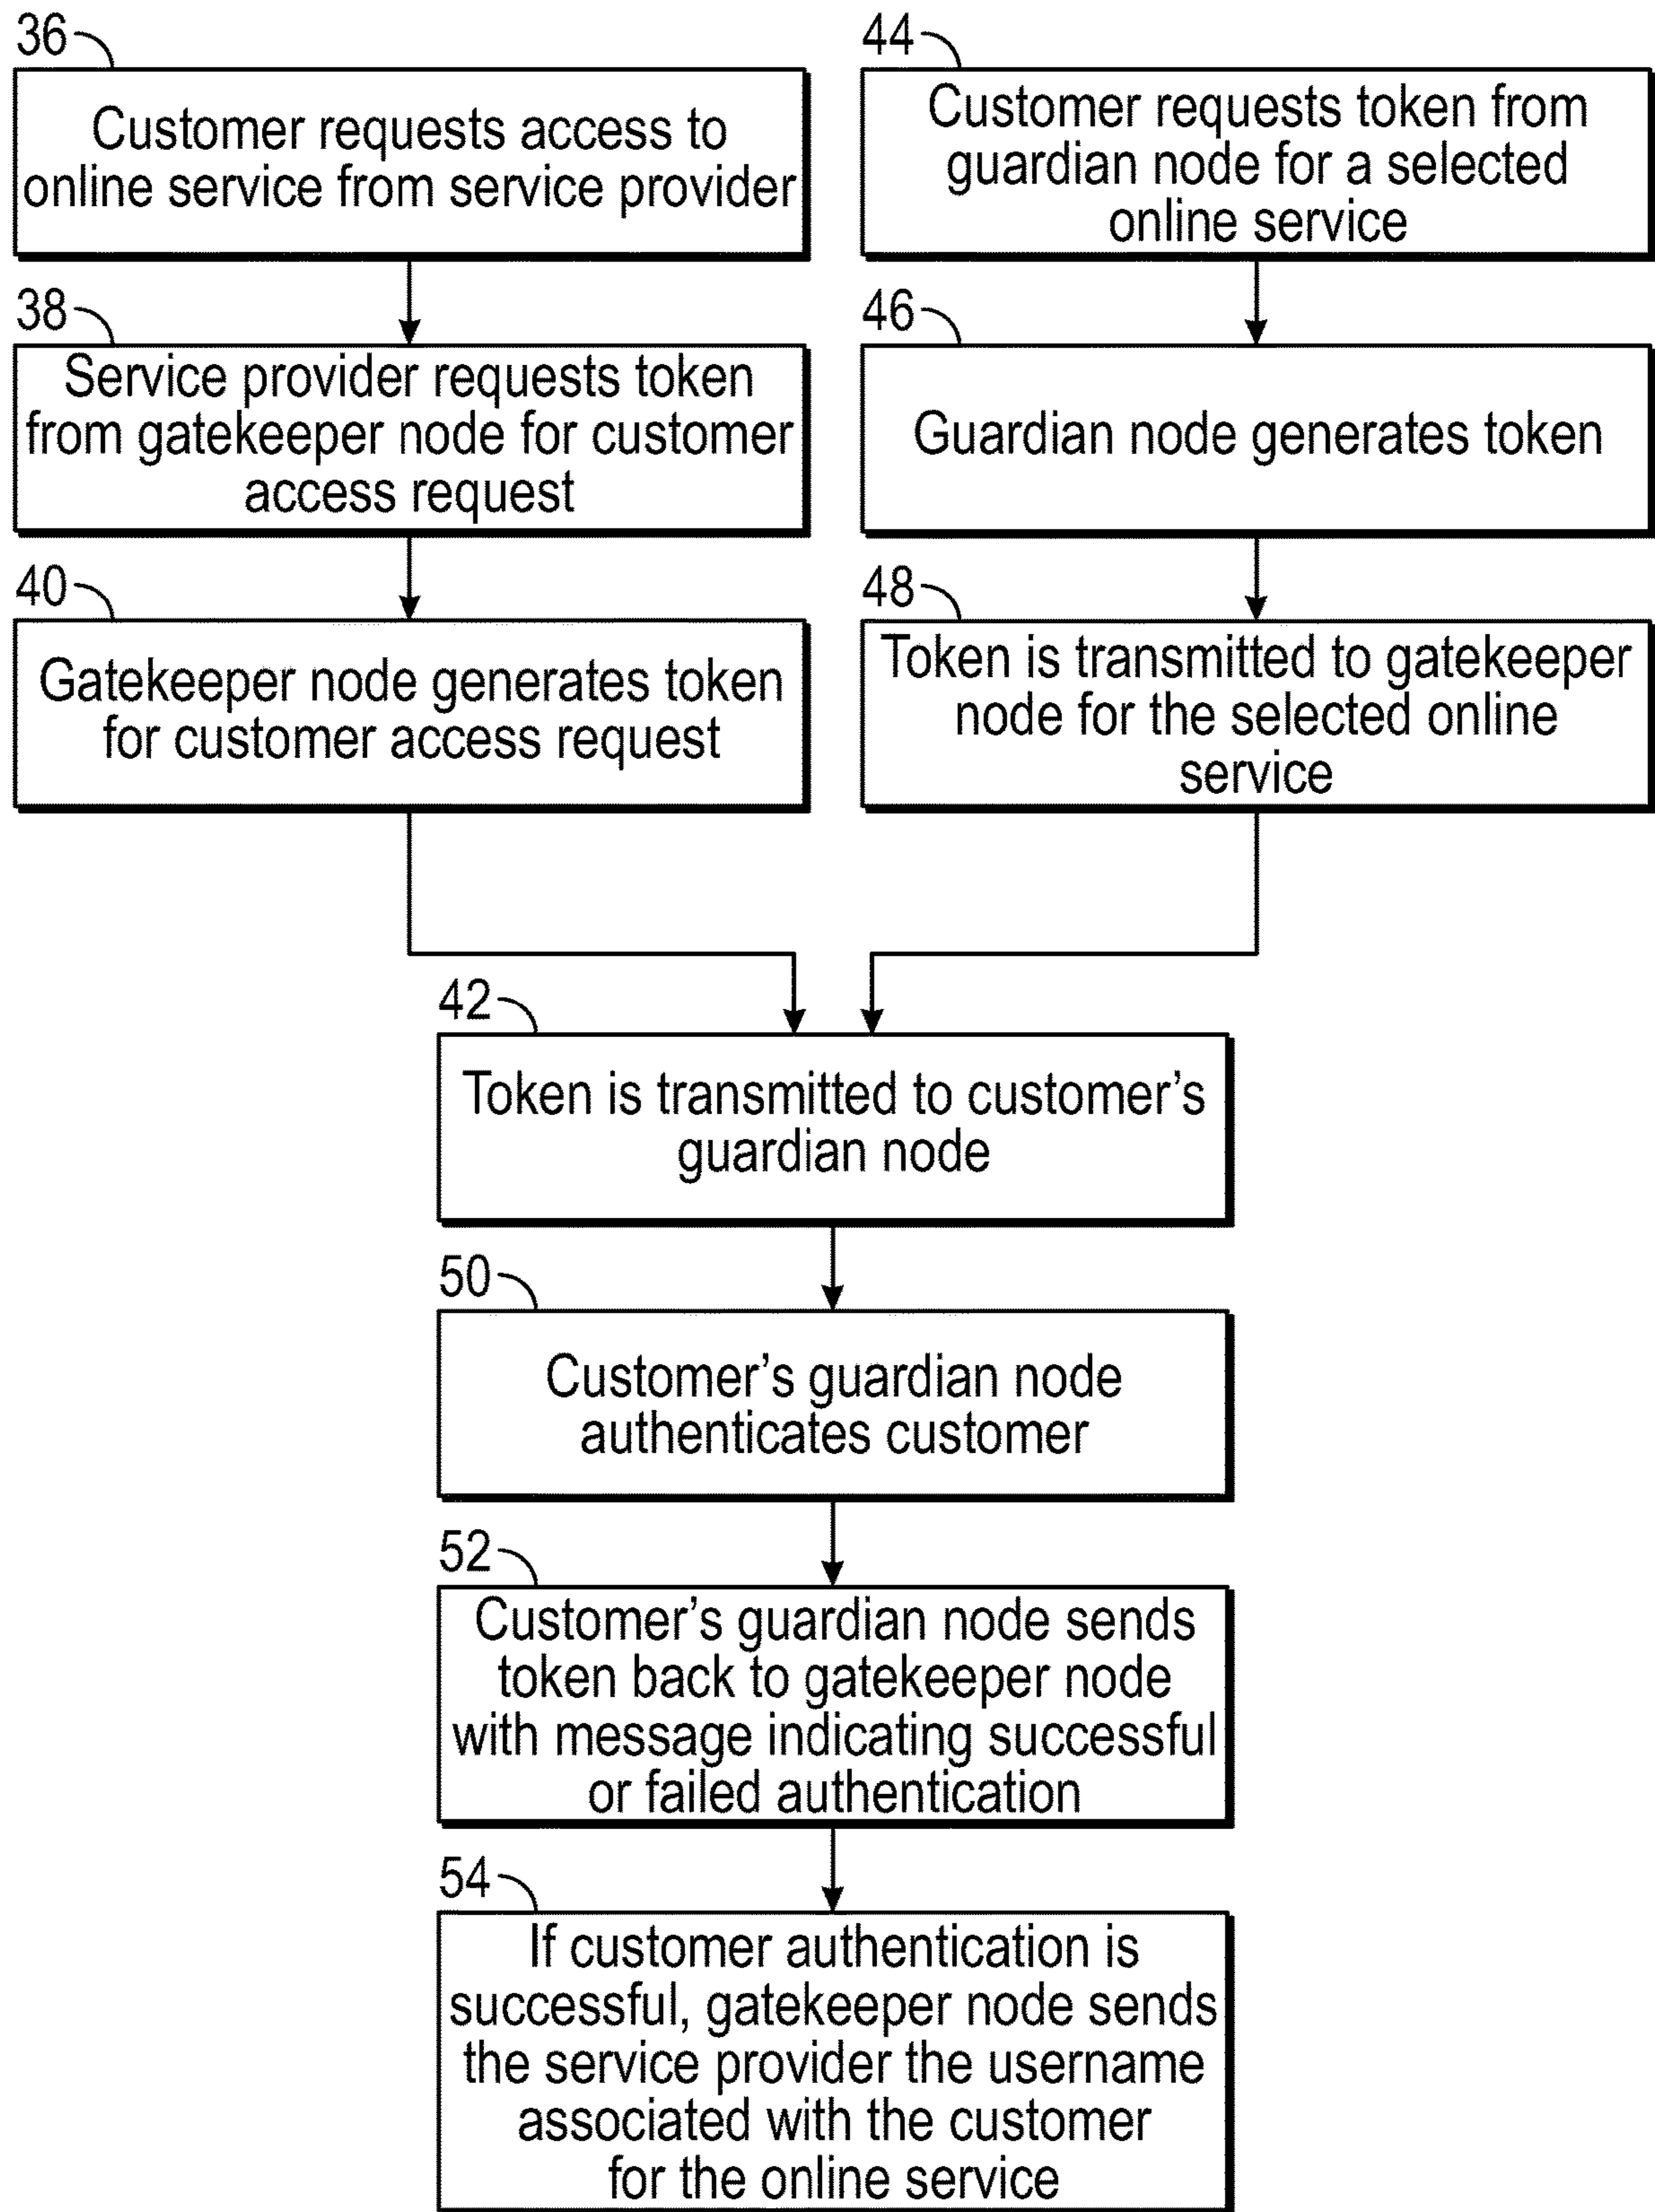 36
Customer requests access to
online service from service provider
38
Service provider requests token
from gatekeeper node for customer
access request
40
Gatekeeper node generates token
for customer access request
44
Customer requests token from
guardian node for a selected
online service
46
Guardian node generates token
48
Token is transmitted to gatekeeper
node for the selected online
service
42
Token is transmitted to customer’s
guardian node
50
Customer’s guardian node
authenticates customer
52
Customer’s guardian node sends
token back to gatekeeper node
with message indicating successful
or failed authentication
54
If customer authentication is
successful, gatekeeper node sends
the service provider the username
associated with the customer
for the online service